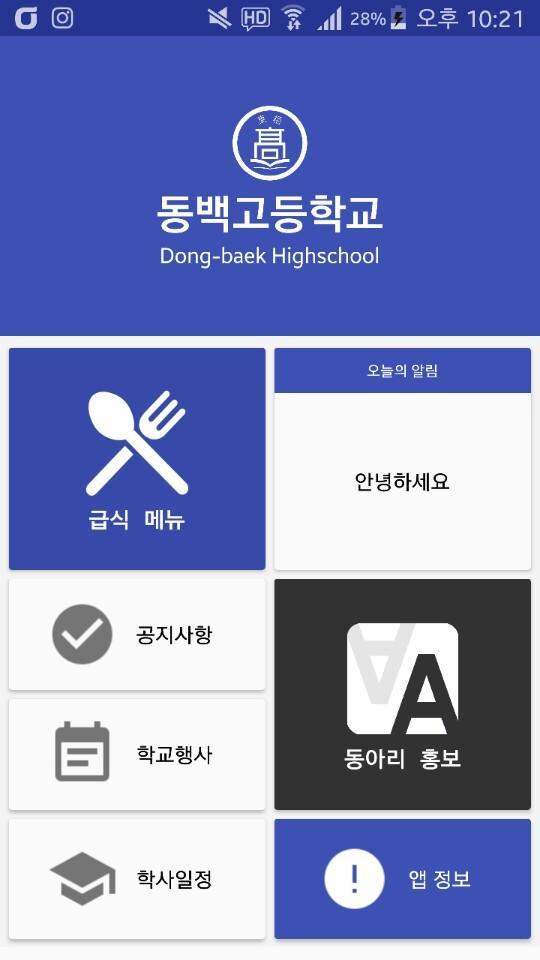 HD 28% 오후 10:21
高
동백고등학교
Dong-baek Highschool
급식 메뉴
오늘의 알림
안녕하세요
공지사항
A A
동아리 홍보
학교행사
학사일정
! 앱 정보